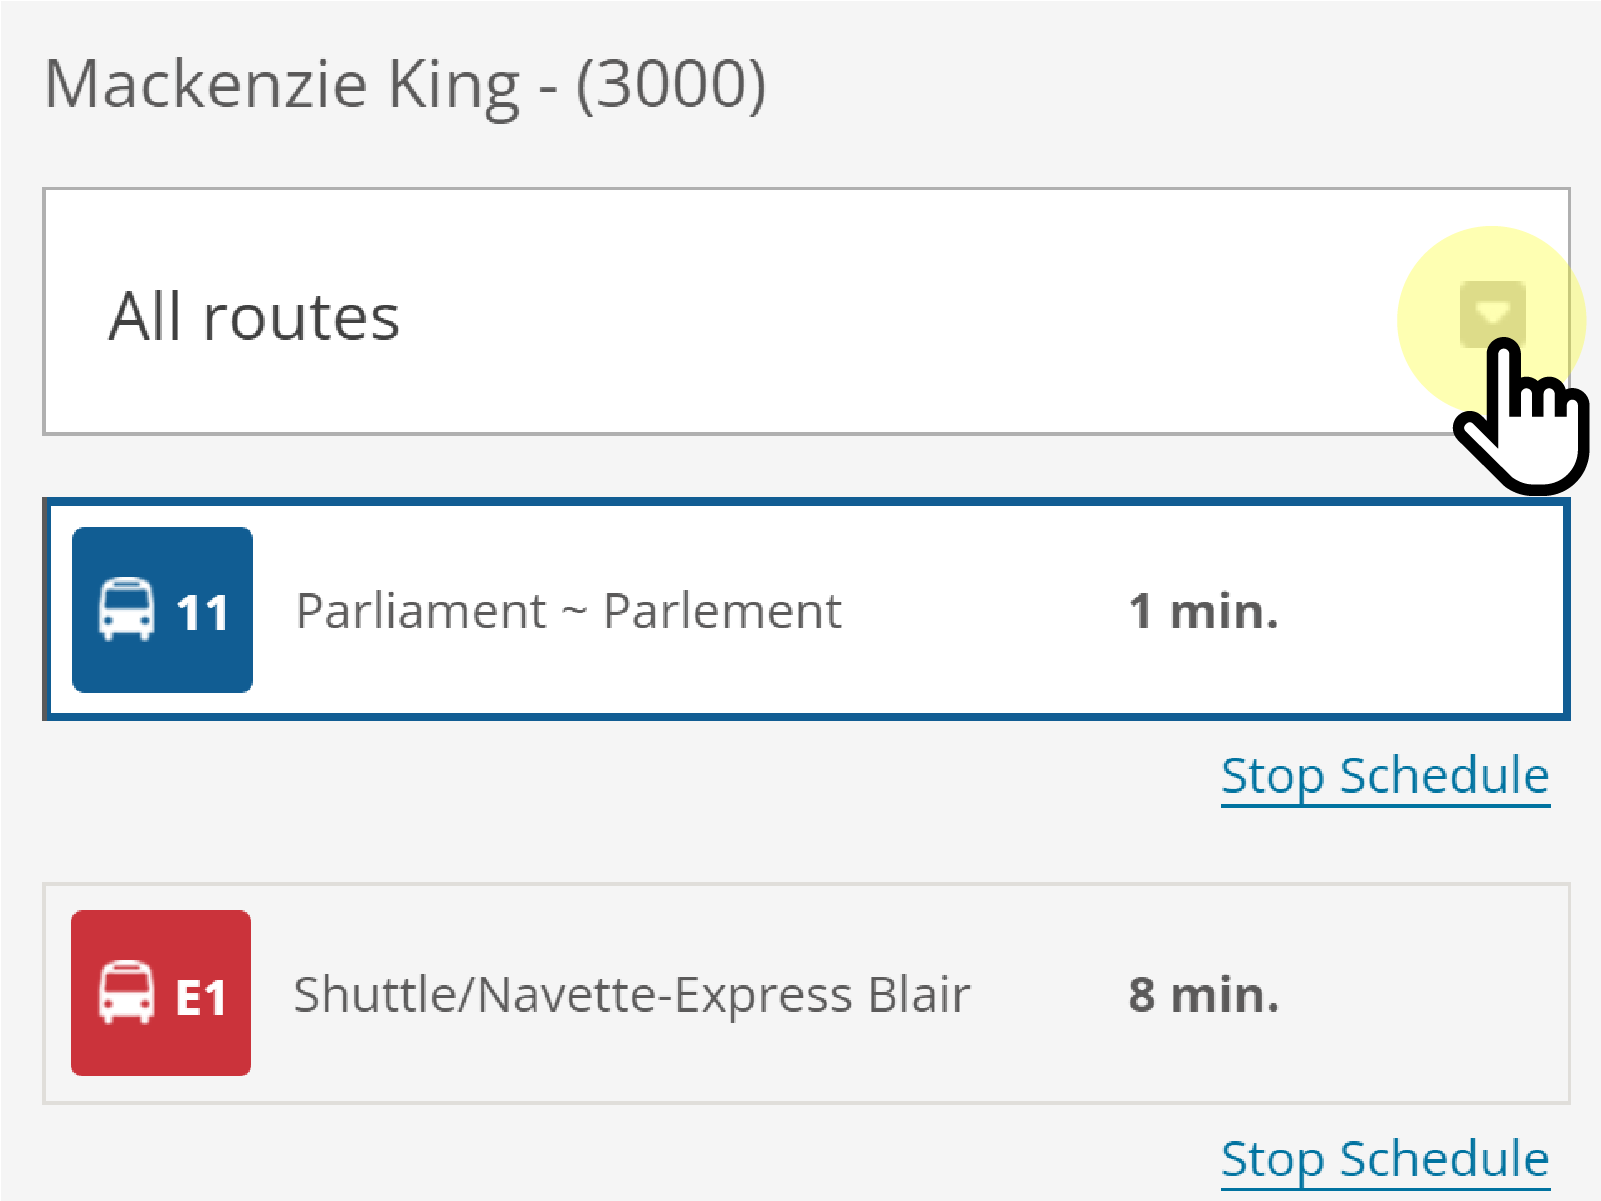 Mackenzie King - (3000)
All routes
11 Parliament ~ Parlement 1 min.
Stop Schedule
E1 Shuttle/Navette-Express Blair 8 min.
Stop Schedule